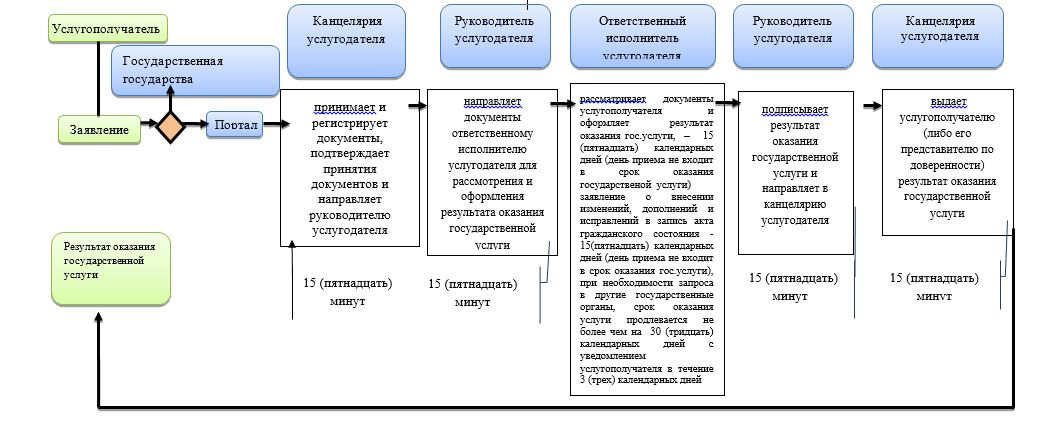 Услугополучатель
Государственная
государства
Заявление
Портал
Канцелярия
услугодателя
Руководитель
услугодателя
Ответственный
исполнитель
услугодателя
Руководитель
услугодателя
Канцелярия
услугодателя
принимает и
регистрирует
документы,
подтверждает
принятия
документов и
направляет
руководителю
услугодателя
направляет
документы
ответственному
исполнителю
услугодателя для
рассмотрения и
оформления
результата оказания
государственной
услуги
рассматривает документы
услугополучателя и
оформляет результат
оказания гос.услуги, – 15
(пятнадцать) календарных
дней (день приема не входит
в срок оказания
государственой услуги)
заявление о внесении
изменений, дополнений и
исправлений в запись акта
гражданского состояния -
15(пятнадцать) календарных
дней (день приема не входит
в срок оказания гос.услуги),
при необходимости запроса
в другие государственные
органы, срок оказания
услуги продлевается не
более чем на 30 (тридцать)
календарных дней с
уведомлением
услугополучателя в течение
3 (трех) календарных дней
подписывает
результат
оказания
государственной
услуги и
направляет в
канцелярию
услугодателя
выдает
услугополучателю
(либо его
представителю по
доверенности)
результат оказания
государственной
услуги
Результат оказания
государственной
услуги
15 (пятнадцать)
минут
15 (пятнадцать)
минут
15 (пятнадцать)
минут
15 (пятнадцать)
минут